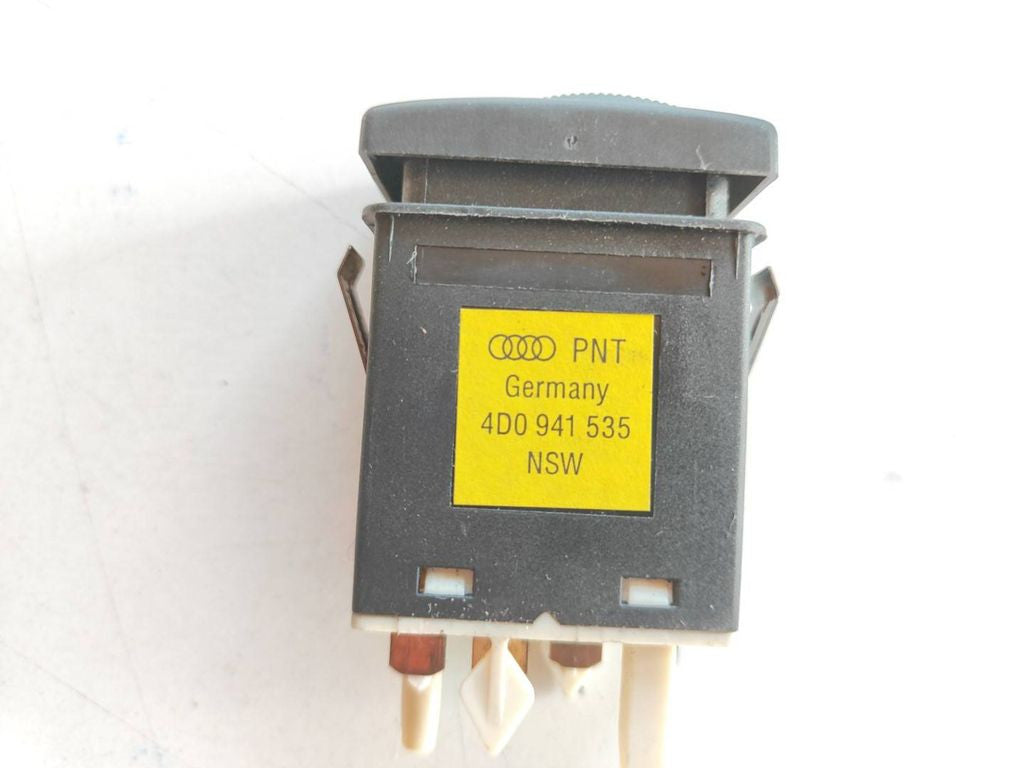 PNT
Germany
4D0 941 535
NSW